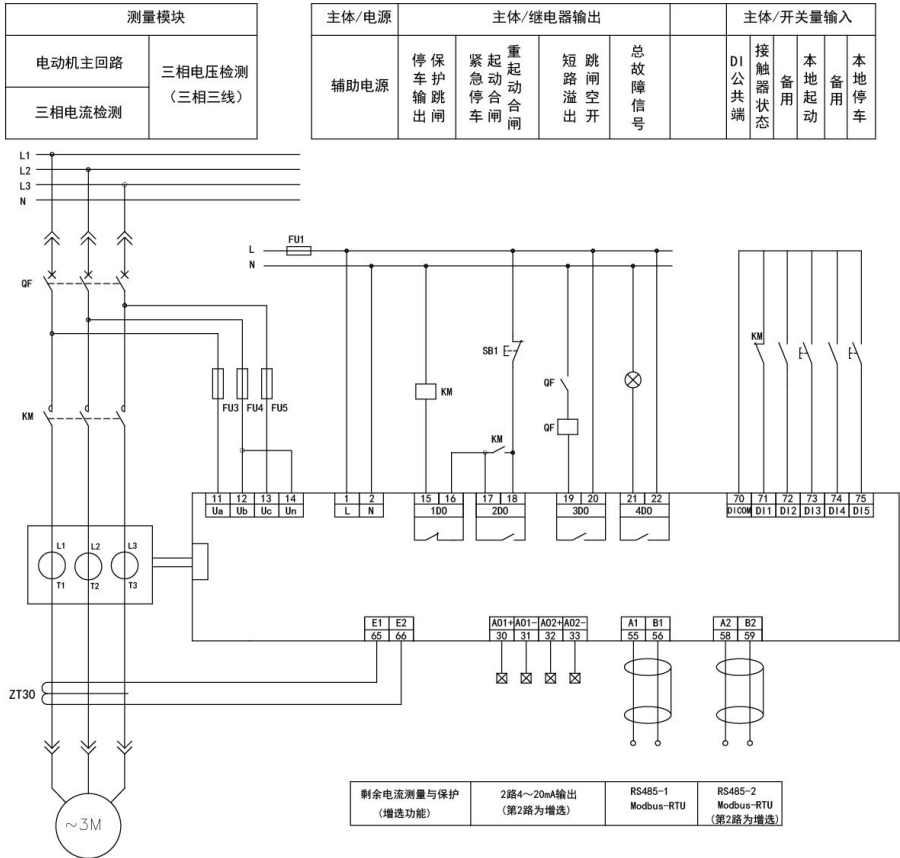 测量模块
电动机主回路
三相电流检测
三相电压检测
（三相三线）
主体/电源
主体/继电器输出
主体/开关量输入
辅助电源
停车输出
保护跳闸
紧急停车
起动合闸
重起动合闸
短路溢出
跳闸空开
总故障信号
DI公共端
接触器状态
备用
本地起动
备用
本地停车
L1
L2
L3
N
L
FU1
N
QF
SB1
KM
QF
KM
FU3 FU4 FU5
KM
QF
KM
11 12 13 14
Ua Ub Uc Un
1 2
L N
15 16
1DO
17 18
2DO
19 20
3DO
21 22
4DO
70 71 72 73 74 75
DICOM DI1 DI2 DI3 DI4 DI5
L1 L2 L3
T1 T2 T3
E1 E2
65 66
AO1+ AO1- AO2+ AO2-
30 31 32 33
A1 B1
55 56
A2 B2
58 59
ZT30
~3M
剩余电流测量与保护
（增选功能）
2路4～20mA输出
（第2路为增选）
RS485-1
Modbus-RTU
RS485-2
Modbus-RTU
(第2路为增选)